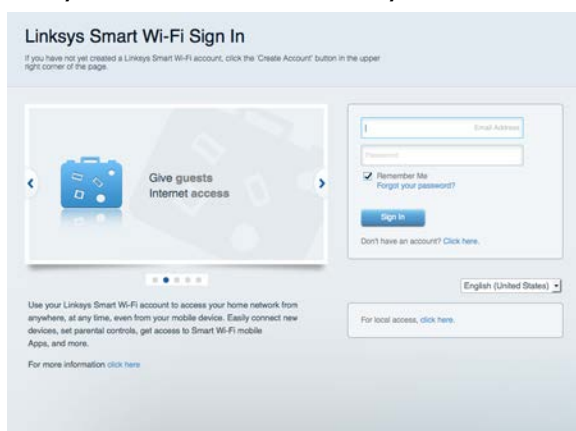 Linksys Smart Wi-Fi Sign In
If you have not yet created a Linksys Smart Wi-Fi account, click the 'Create Account' button in the upper
right corner of the page.
Give guests
Internet access
Email Address
Password
Remember Me
Forgot your password?
Sign In
Don't have an account? Click here.
English (United States)
Use your Linksys Smart Wi-Fi account to access your home network from
anywhere, at any time, even from your mobile device. Easily connect new
devices, set parental controls, get access to Smart Wi-Fi mobile
Apps, and more.
For more information click here
For local access, click here.